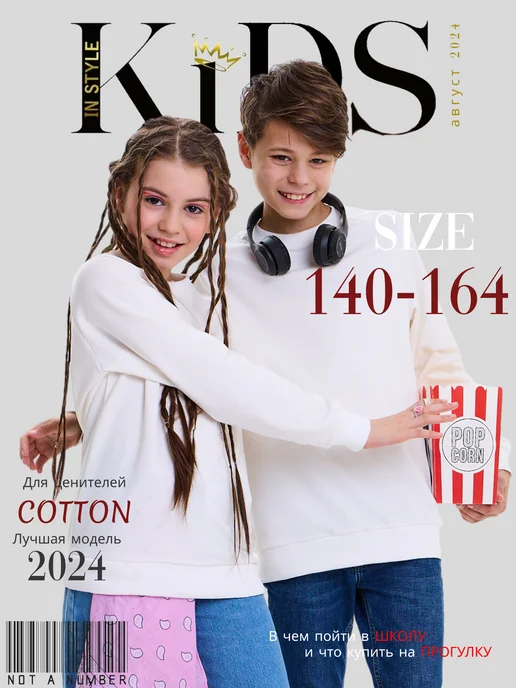 IN STYLE
KiDS
август 2024
SIZE
140-164
POP
CORN
Для ценителей
COTTON
Лучшая модель
2024
В чем пойти в ШКОЛУ
и что купить на ПРОГУЛКУ
NOT A NUMBER